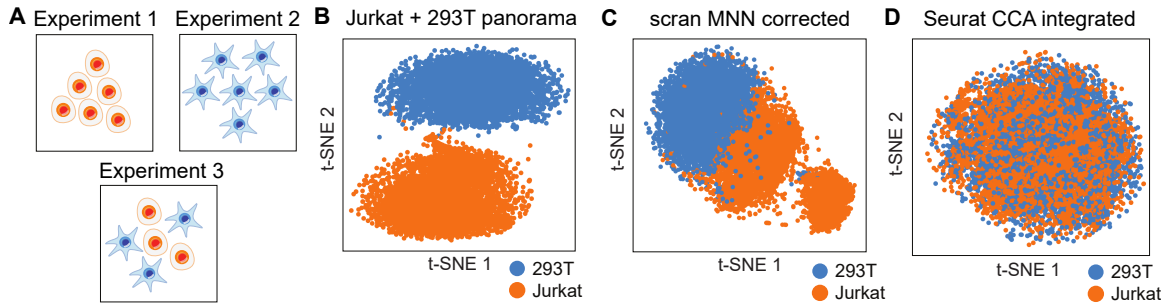 A
Experiment 1
Experiment 2
Experiment 3
B
Jurkat + 293T panorama
t-SNE 2
t-SNE 1
293T
Jurkat
C
scran MNN corrected
t-SNE 2
t-SNE 1
293T
Jurkat
D
Seurat CCA integrated
t-SNE 2
t-SNE 1
293T
Jurkat